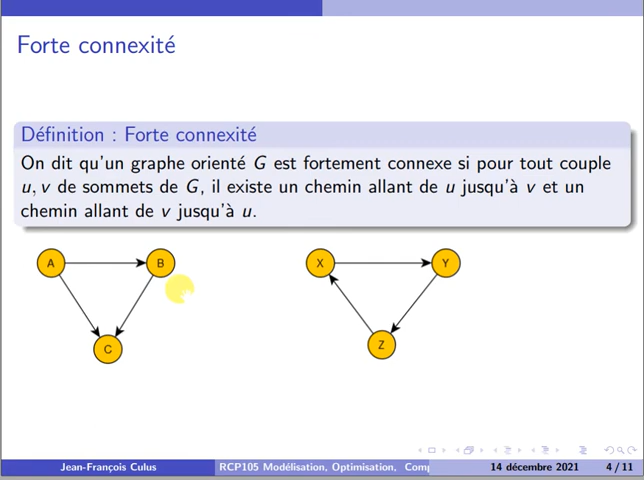 Forte connexité
Définition : Forte connexité
On dit qu'un graphe orienté G est fortement connexe si pour tout couple
u, v de sommets de G, il existe un chemin allant de u jusqu'à v et un
chemin allant de v jusqu'à u.
A
B
C
X
Y
Z
Jean-François Culus
RCP105 Modélisation, Optimisation,
14 décembre 2021
4 / 11